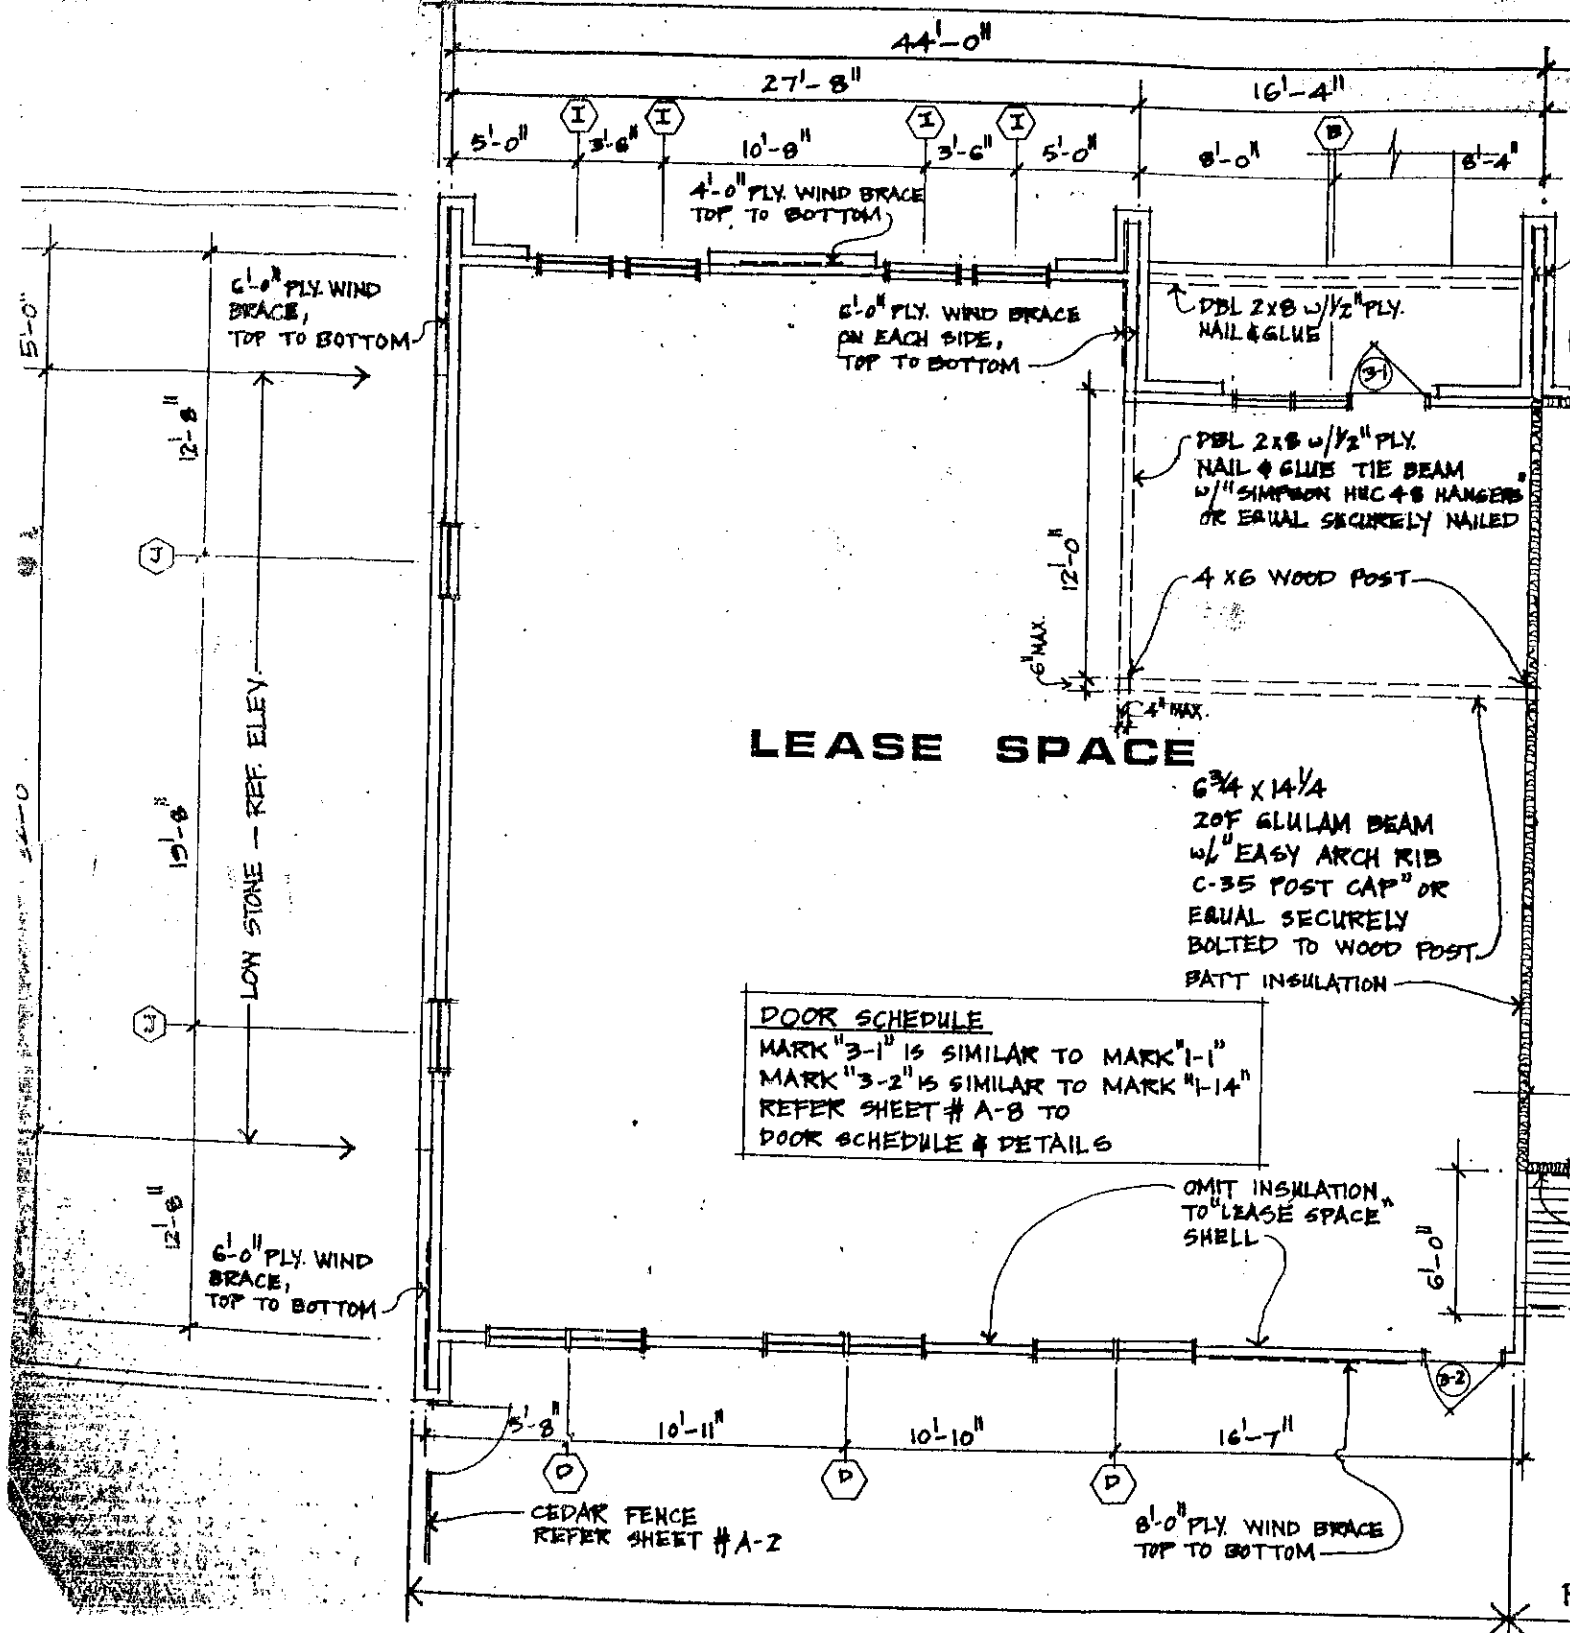 44'-0"
27'-8"
16'-4"
I
I
I
I
B
5'-0"
3'-6"
10'-8"
3'-6"
5'-0"
8'-0"
8'-4"
4'-0" PLY. WIND BRACE
TOP TO BOTTOM
6'-0" PLY. WIND
BRACE,
TOP TO BOTTOM
6'-0" PLY. WIND BRACE
ON EACH SIDE,
TOP TO BOTTOM
DBL 2x8 w/½" PLY.
NAIL & GLUE
3-1
5'-0"
12'-8"
DBL 2x8 w/½" PLY.
NAIL & GLUE TIE BEAM
w/"SIMPSON HUC 48 HANGERS"
OR EQUAL SECURELY NAILED
J
12'-0"
4 X6 WOOD POST
6" MAX.
4" MAX.
LOW STONE – REF. ELEV.
LEASE SPACE
19'-8"
6¾ x 14¼
20F GLULAM BEAM
w/"EASY ARCH RIB
C-35 POST CAP" OR
EQUAL SECURELY
BOLTED TO WOOD POST
BATT INSULATION
J
DOOR SCHEDULE
MARK "3-1" IS SIMILAR TO MARK "1-1"
MARK "3-2" IS SIMILAR TO MARK "1-14"
REFER SHEET # A-8 TO
DOOR SCHEDULE & DETAILS
12'-8"
OMIT INSULATION
TO "LEASE SPACE"
SHELL
6'-0"
6'-0" PLY. WIND
BRACE,
TOP TO BOTTOM
3-2
5'-8"
10'-11"
10'-10"
16'-7"
D
D
D
CEDAR FENCE
REFER SHEET # A-2
8'-0" PLY. WIND BRACE
TOP TO BOTTOM